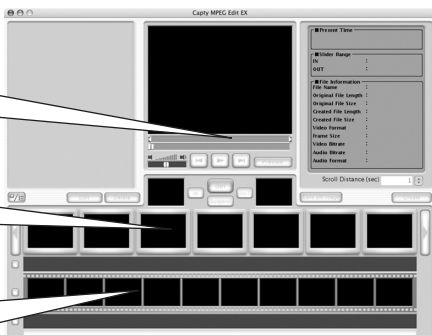 Capty MPEG Edit EX
Present Time
Slider Range
IN :
OUT :
File Information
File Name :
Original File Length :
Original File Size :
Created File Length :
Created File Size :
Video Format :
Frame Size :
Video Bitrate :
Audio Bitrate :
Audio Format :
Scroll Distance (sec) 1